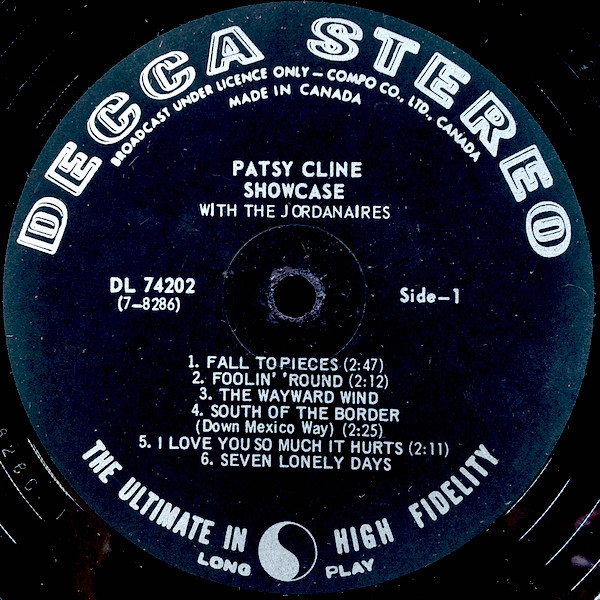 DECCA STEREO
BROADCAST UNDER LICENCE ONLY – COMPO CO., LTD., CANADA
MADE IN CANADA
PATSY CLINE
SHOWCASE
WITH THE JORDANAIRES
DL 74202
(7–8286)
Side–1
1. FALL TO PIECES (2:47)
2. FOOLIN' 'ROUND (2:12)
3. THE WAYWARD WIND
4. SOUTH OF THE BORDER
(Down Mexico Way) (2:25)
5. I LOVE YOU SO MUCH IT HURTS (2:11)
6. SEVEN LONELY DAYS
THE ULTIMATE IN HIGH FIDELITY
LONG PLAY